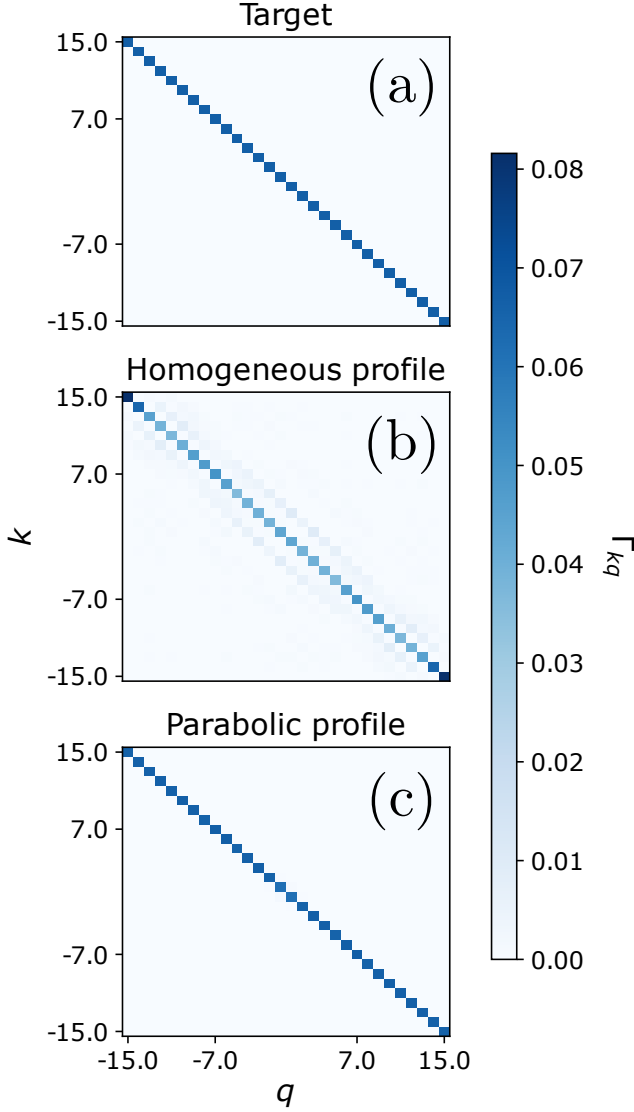 Target
(a)
15.0
7.0
-7.0
-15.0
Homogeneous profile
(b)
15.0
7.0
-7.0
-15.0
k
Parabolic profile
(c)
15.0
7.0
-7.0
-15.0
-15.0 -7.0 7.0 15.0
q
0.08
0.07
0.06
0.05
0.04
0.03
0.02
0.01
0.00
Γkq